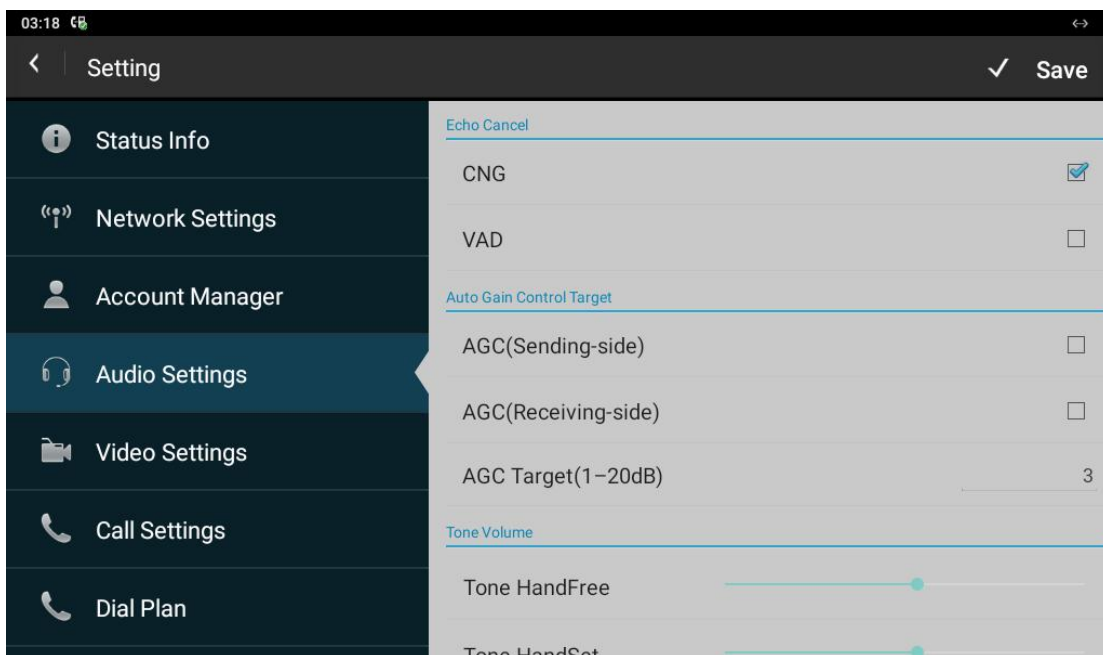 03:18
Setting
Save
Status Info
Network Settings
Account Manager
Audio Settings
Video Settings
Call Settings
Dial Plan
Echo Cancel
CNG
VAD
Auto Gain Control Target
AGC(Sending-side)
AGC(Receiving-side)
AGC Target(1–20dB)
3
Tone Volume
Tone HandFree
Tone HandSet